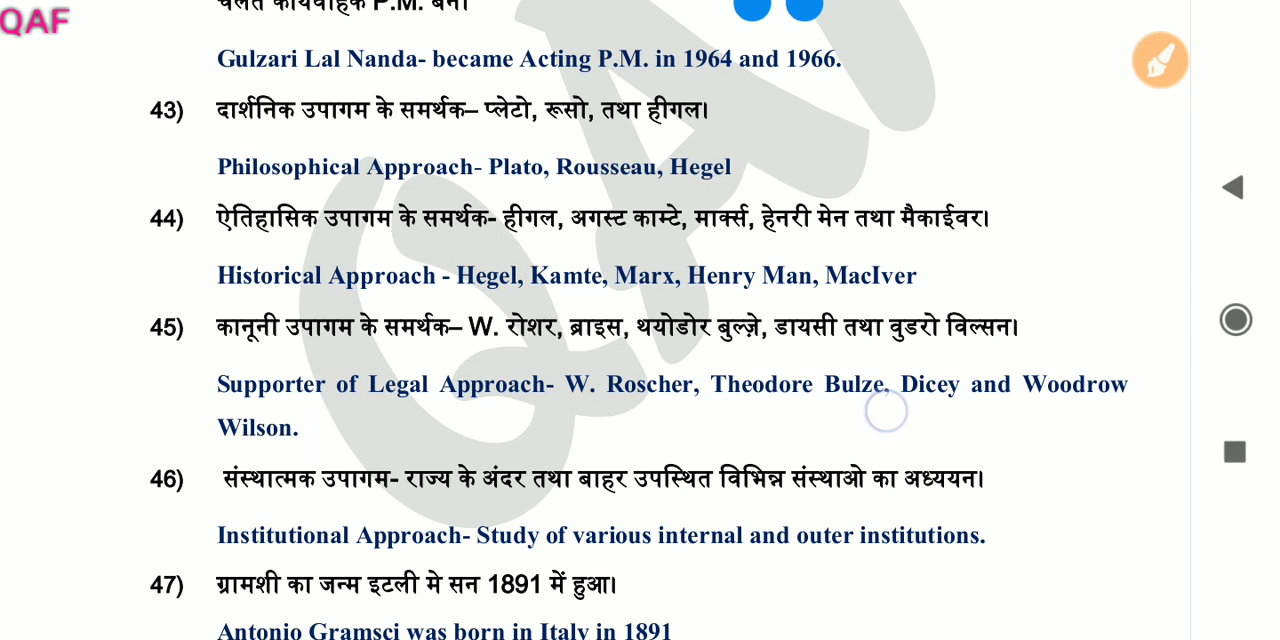 QAF
चलते कार्यवाहक P.M. बने।
Gulzari Lal Nanda- became Acting P.M. in 1964 and 1966.
43) दार्शनिक उपागम के समर्थक– प्लेटो, रूसो, तथा हीगल।
Philosophical Approach- Plato, Rousseau, Hegel
44) ऐतिहासिक उपागम के समर्थक- हीगल, अगस्ट काम्टे, मार्क्स, हेनरी मेन तथा मैकाईवर।
Historical Approach - Hegel, Kamte, Marx, Henry Man, MacIver
45) कानूनी उपागम के समर्थक– W. रोशर, ब्राइस, थयोडोर बुल्ज़े, डायसी तथा वुडरो विल्सन।
Supporter of Legal Approach- W. Roscher, Theodore Bulze, Dicey and Woodrow
Wilson.
46) संस्थात्मक उपागम- राज्य के अंदर तथा बाहर उपस्थित विभिन्न संस्थाओ का अध्ययन।
Institutional Approach- Study of various internal and outer institutions.
47) ग्रामशी का जन्म इटली मे सन 1891 में हुआ।
Antonio Gramsci was born in Italy in 1891